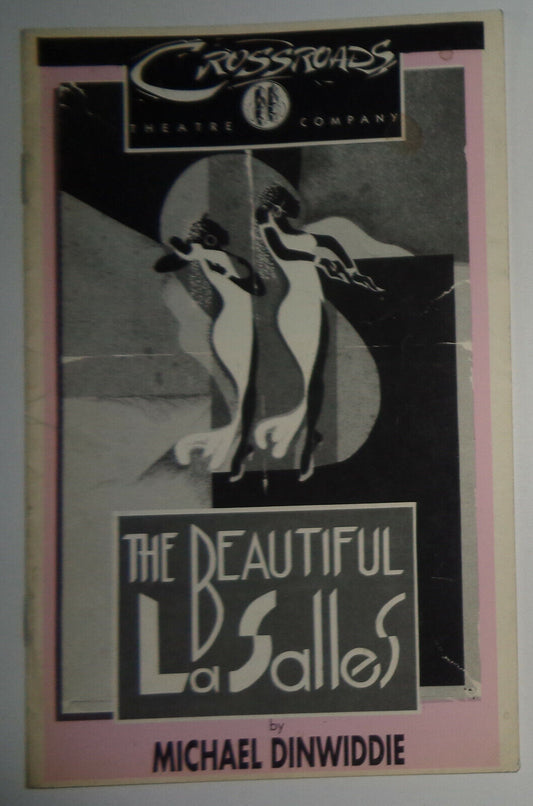 CROSSROADS
THEATRE COMPANY
THE BEAUTIFUL
LaSalleS
by
MICHAEL DINWIDDIE